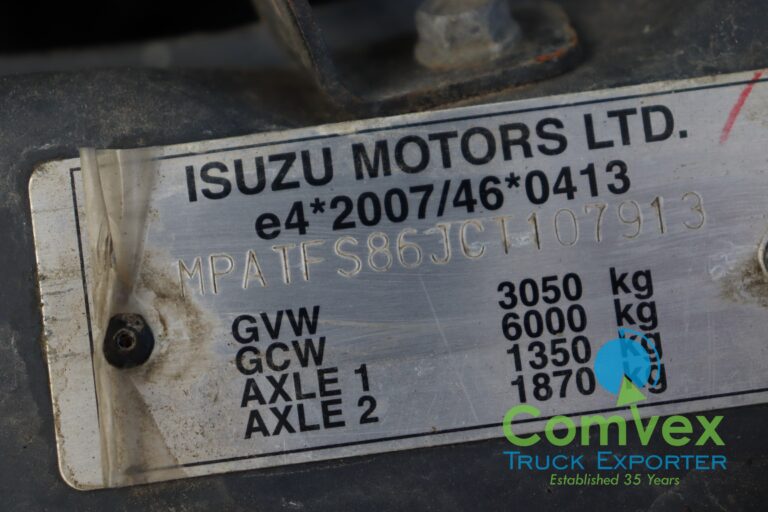 ISUZU MOTORS LTD.
e4*2007/46*0413
MPATFS86JCT107913
GVW 3050 kg
GCW 6000 kg
AXLE 1 1350 kg
AXLE 2 1870 kg
Comvex
TRUCK EXPORTER
Established 35 Years